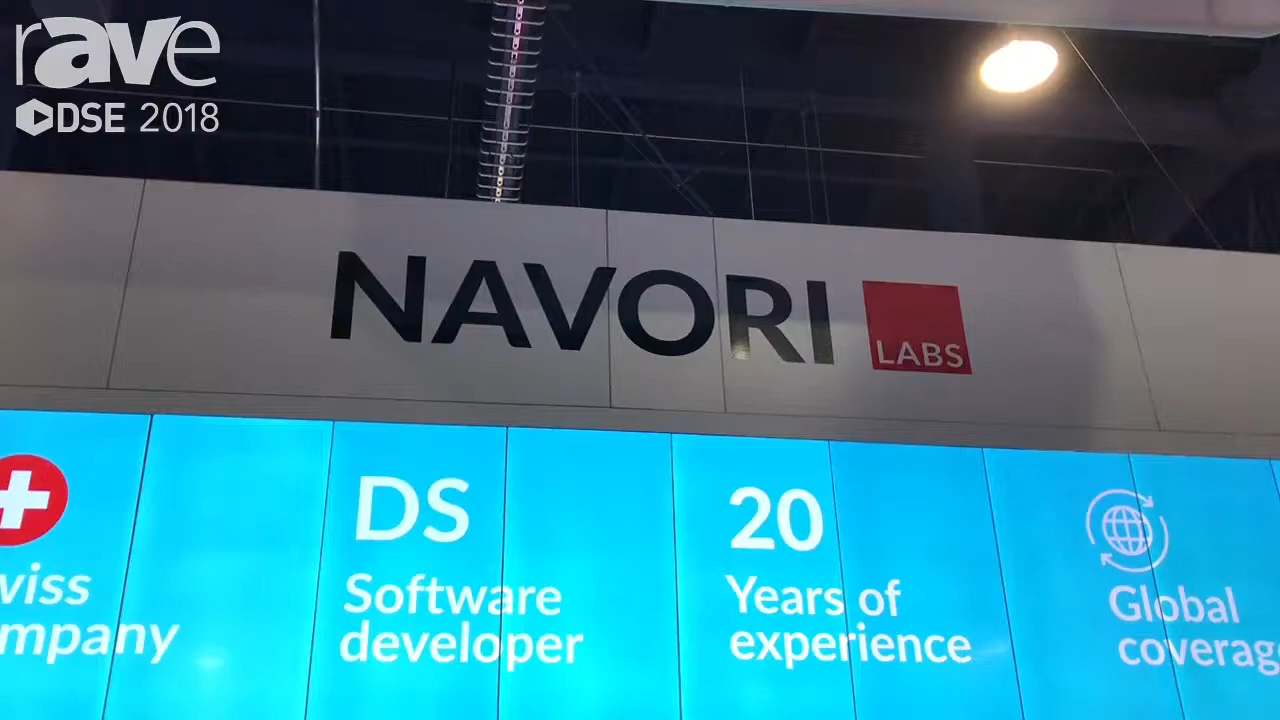 rave
DSE 2018
NAVORI
LABS
DS
Software
developer
20
Years of
experience
Global